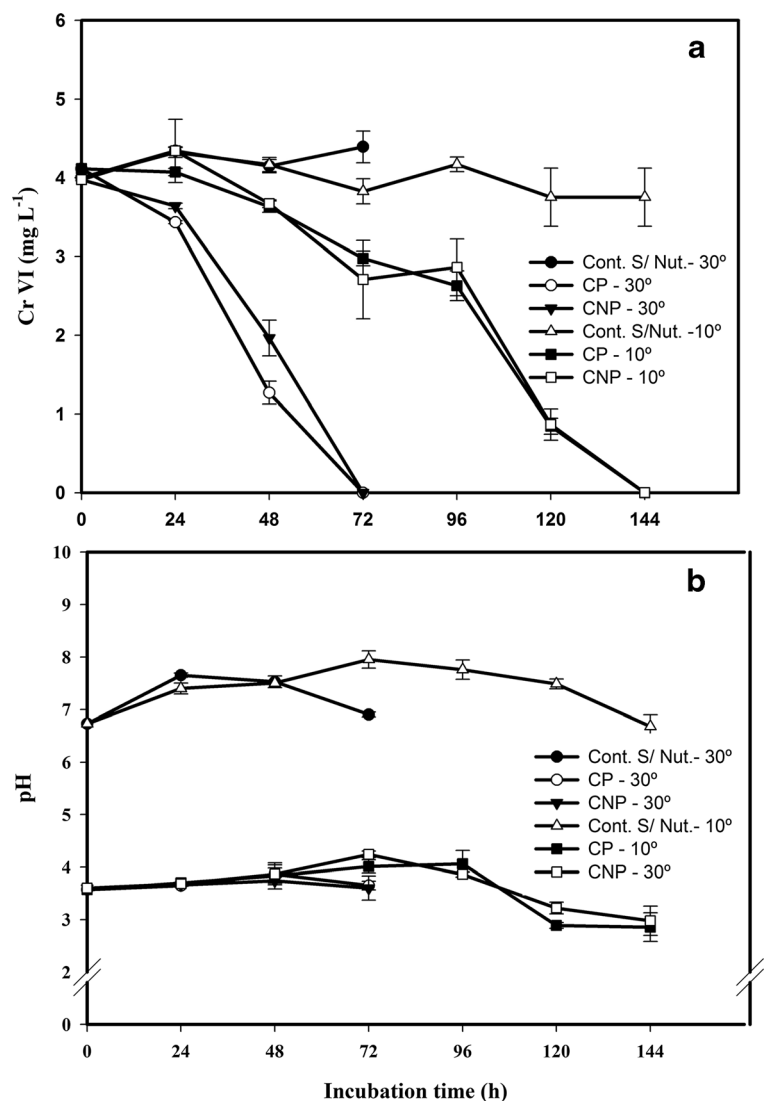 a
6
5
4
3
2
1
0
Cr VI (mg L-1)
Cont. S/ Nut.- 30º
CP - 30º
CNP - 30º
Cont. S/Nut. -10º
CP - 10º
CNP - 10º
0 24 48 72 96 120 144
b
10
9
8
7
6
5
4
3
2
0
pH
Cont. S/ Nut.- 30º
CP - 30º
CNP - 30º
Cont. S/ Nut.- 10º
CP - 10º
CNP - 30º
0 24 48 72 96 120 144
Incubation time (h)